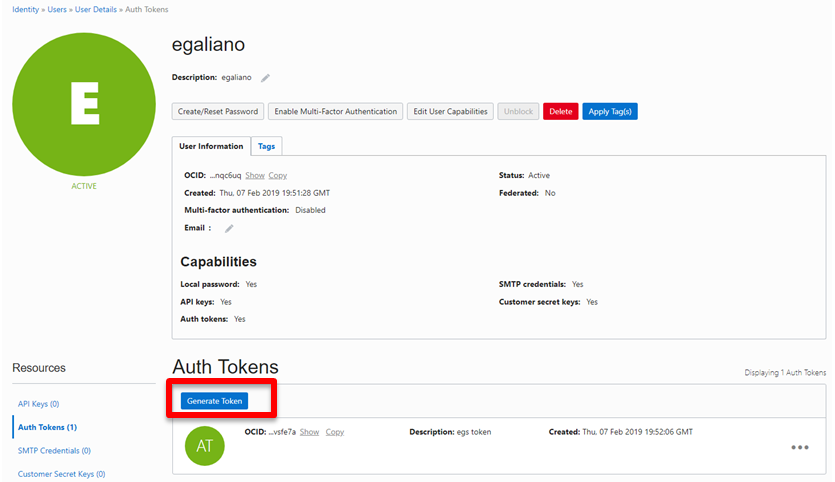 Identity » Users » User Details » Auth Tokens
egaliano
Description: egaliano
E
Create/Reset Password Enable Multi-Factor Authentication Edit User Capabilities Unblock Delete Apply Tag(s)
User Information Tags
ACTIVE
OCID: ...nqc6uq Show Copy Status: Active
Created: Thu, 07 Feb 2019 19:51:28 GMT Federated: No
Multi-factor authentication: Disabled
Email :
Capabilities
Local password: Yes SMTP credentials: Yes
API keys: Yes Customer secret keys: Yes
Auth tokens: Yes
Resources
API Keys (0)
Auth Tokens (1)
SMTP Credentials (0)
Customer Secret Keys (0)
Auth Tokens
Displaying 1 Auth Tokens
Generate Token
AT
OCID: ...vsfe7a Show Copy Description: egs token Created: Thu, 07 Feb 2019 19:52:06 GMT